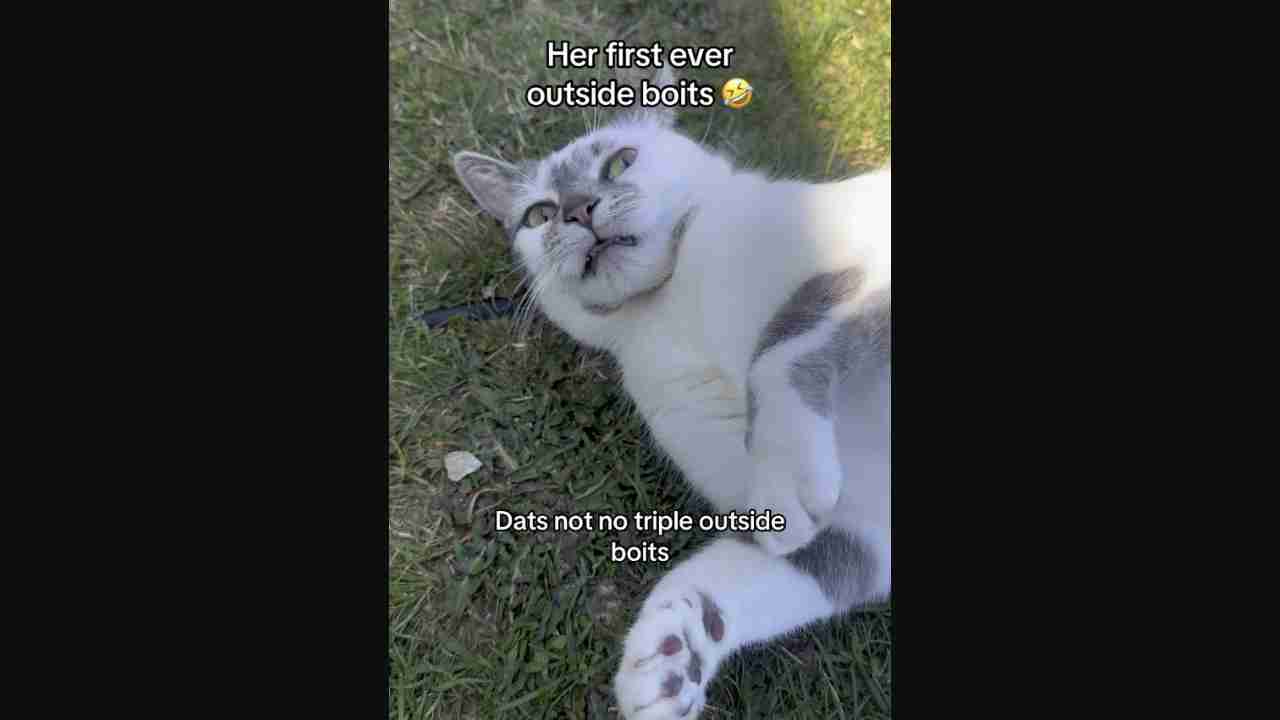 Her first ever
outside boits 🤣
Dats not no triple outside
boits